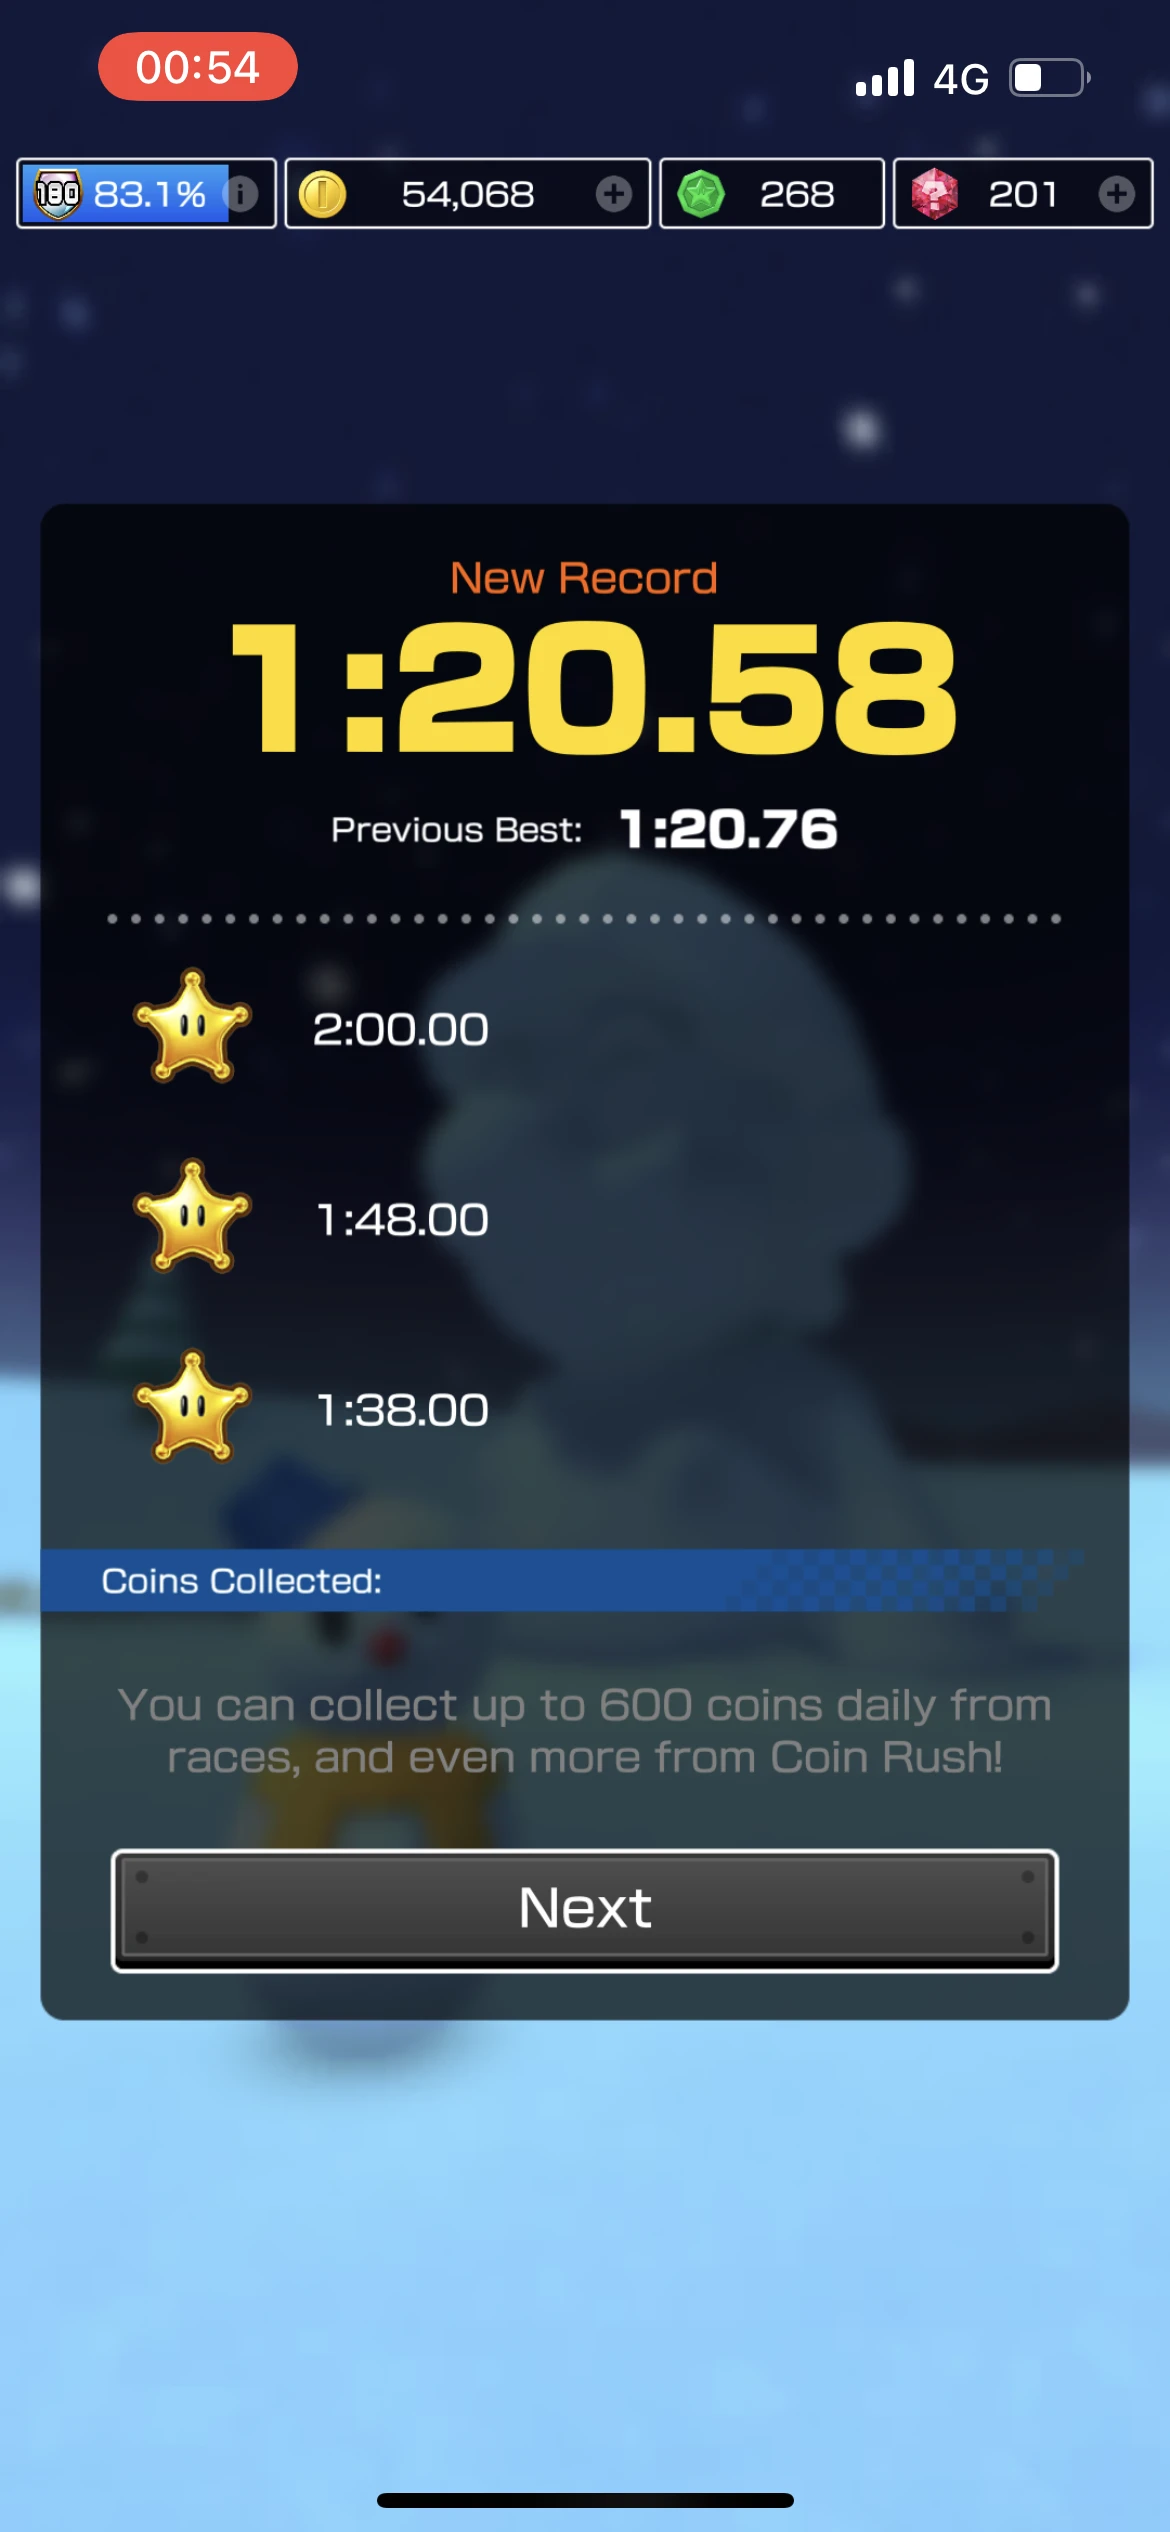 00:54
4G
180 83.1% i
54,068
268
201
New Record
1:20.58
Previous Best: 1:20.76
2:00.00
1:48.00
1:38.00
Coins Collected:
You can collect up to 600 coins daily from
races, and even more from Coin Rush!
Next